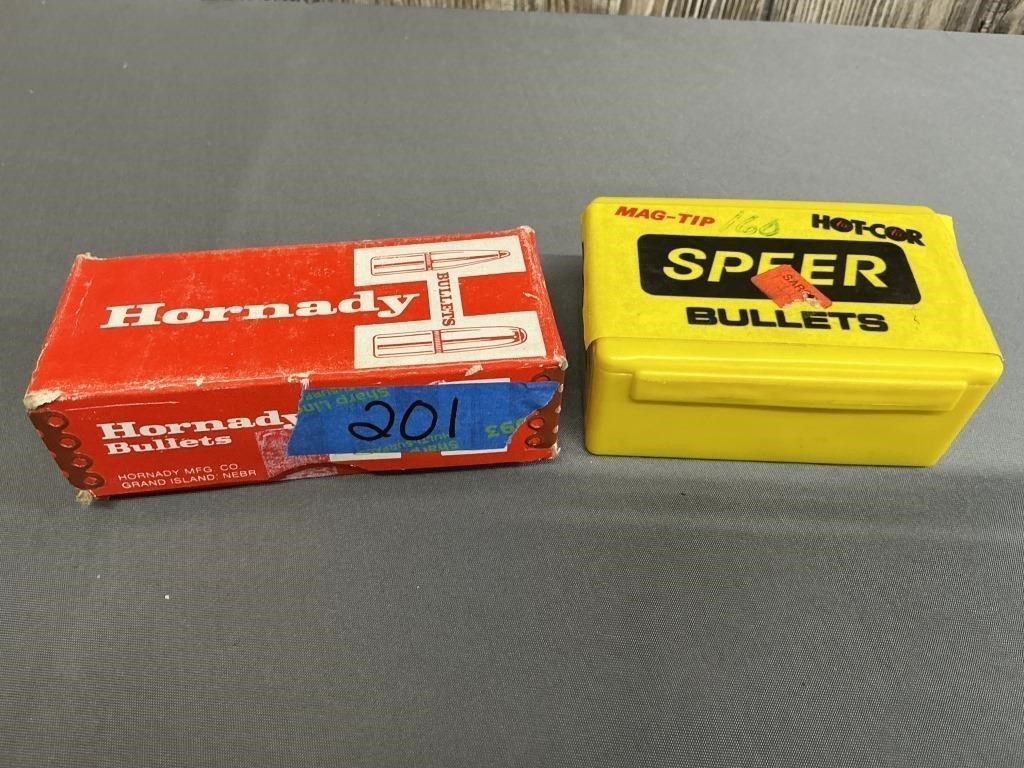 Hornady
BULLETS
Hornady
Bullets
HORNADY MFG. CO.
GRAND ISLAND, NEBR
201
Sharp Line
MAG-TIP
160
HOT-COR
SPEER
BULLETS